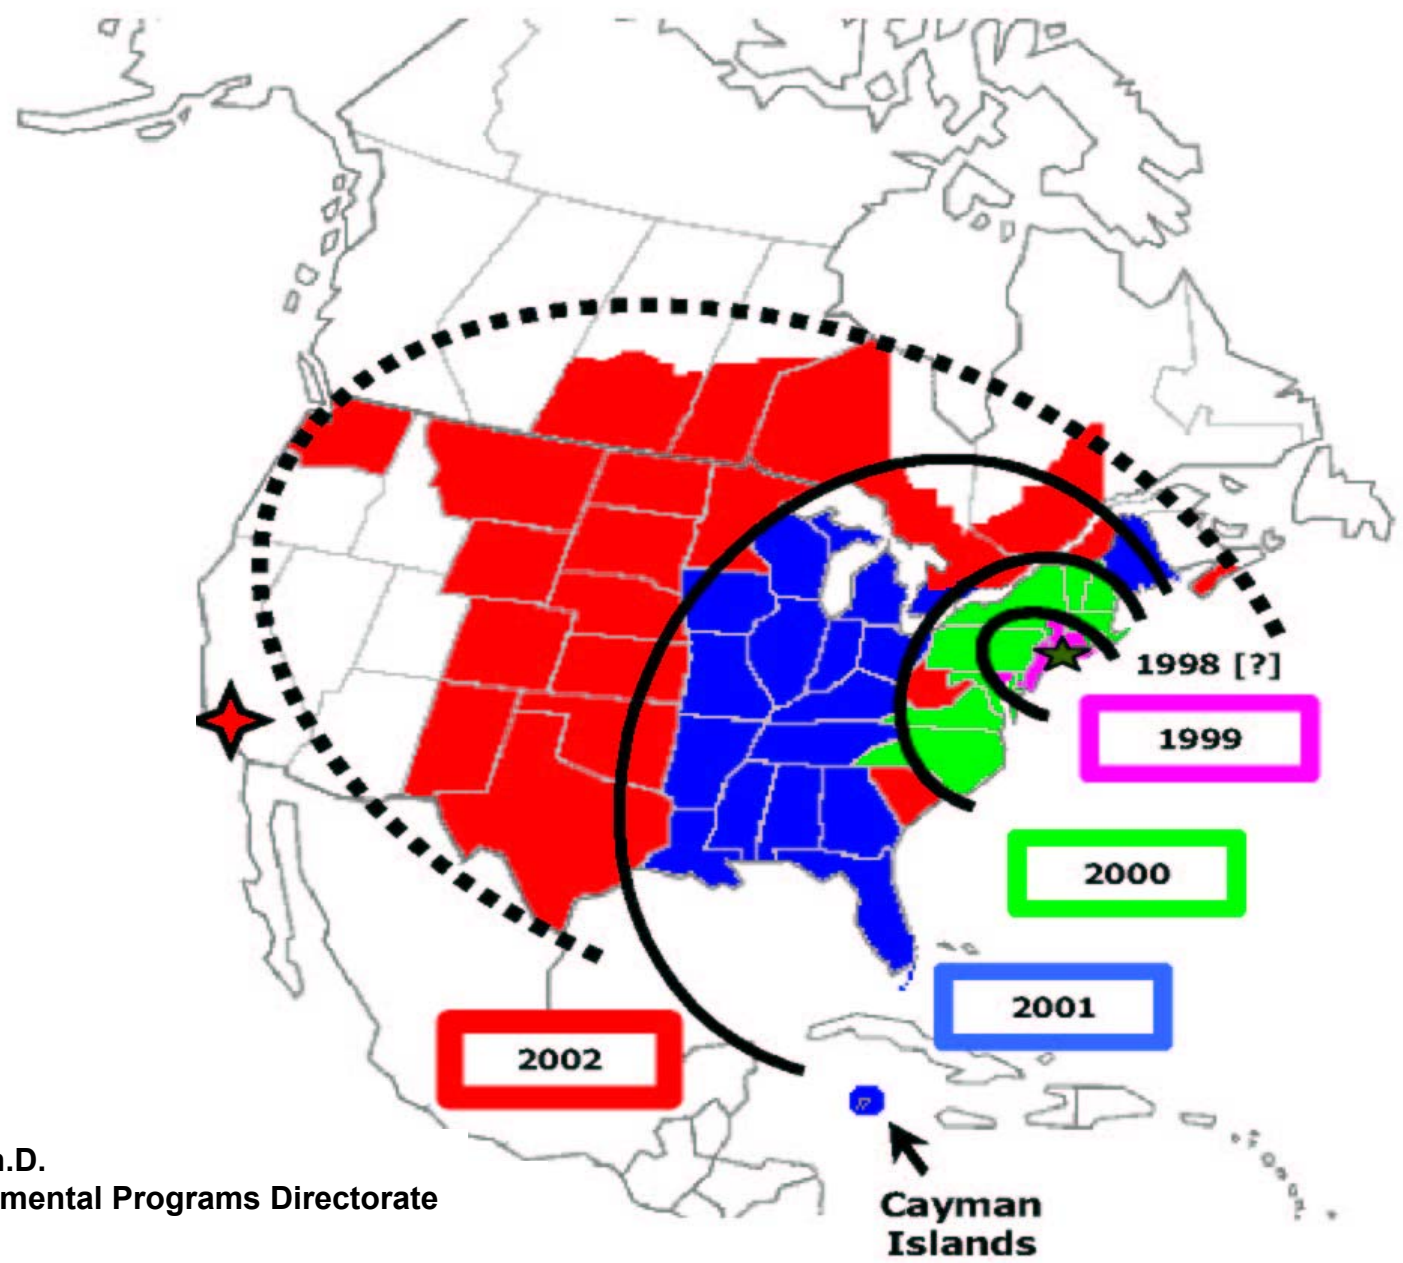 1998 [?]
1999
2000
2001
2002
Cayman
Islands
n.D.
mental Programs Directorate